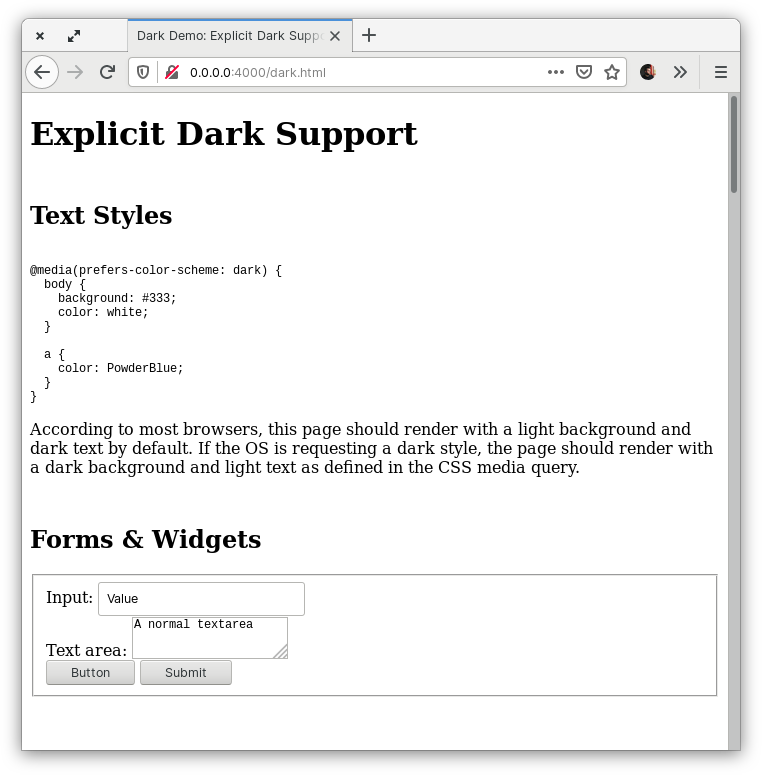 Dark Demo: Explicit Dark Supp
0.0.0.0:4000/dark.html
Explicit Dark Support
Text Styles
@media(prefers-color-scheme: dark) {
  body {
    background: #333;
    color: white;
  }
  a {
    color: PowderBlue;
  }
}
According to most browsers, this page should render with a light background and
dark text by default. If the OS is requesting a dark style, the page should render with
a dark background and light text as defined in the CSS media query.
Forms & Widgets
Input: Value
A normal textarea
Text area:
Button Submit